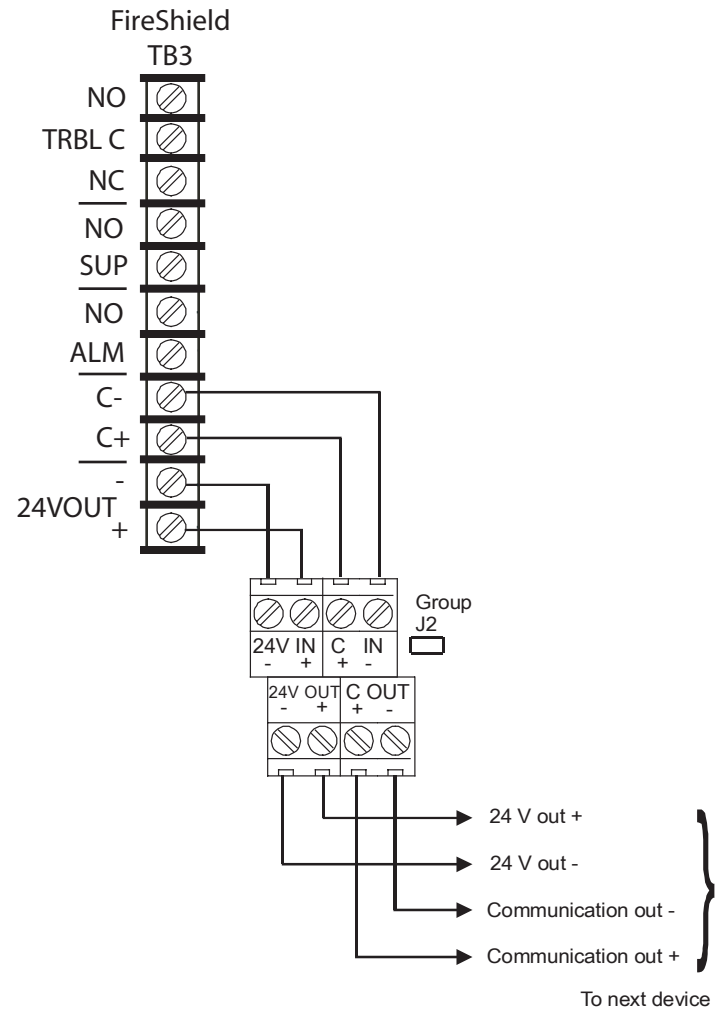 FireShield
TB3
NO
TRBL C
NC
NO
SUP
NO
ALM
C-
C+
-
24VOUT
+
Group
J2
24V IN C IN
- + + -
24V OUT C OUT
- + + -
24 V out +
24 V out -
Communication out -
Communication out +
To next device